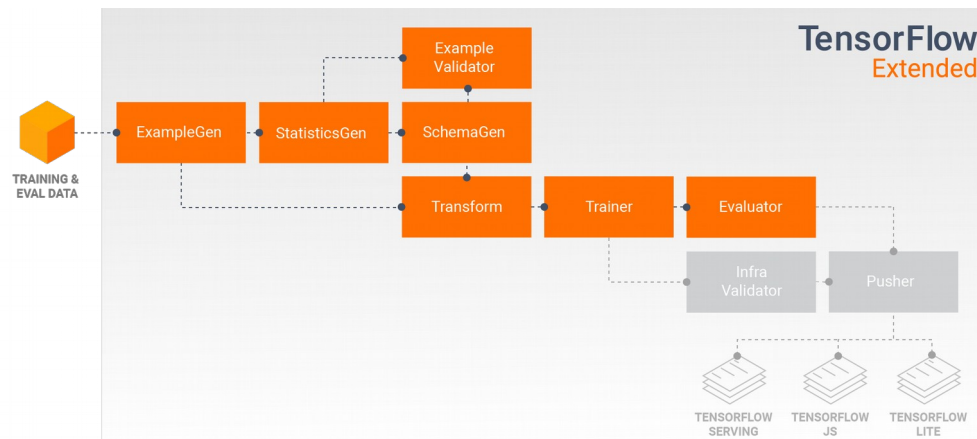 TensorFlow
Extended
Example
Validator
ExampleGen
StatisticsGen
SchemaGen
TRAINING &
EVAL DATA
Transform
Trainer
Evaluator
Infra
Validator
Pusher
TENSORFLOW
SERVING
TENSORFLOW
JS
TENSORFLOW
LITE